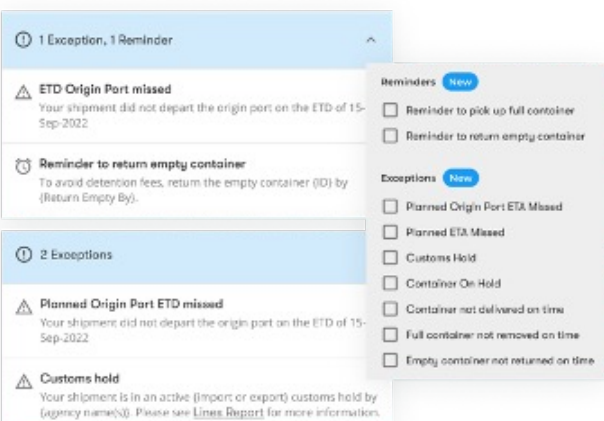 1 Exception, 1 Reminder
ETD Origin Port missed
Your shipment did not depart the origin port on the ETD of 15-
Sep-2022
Reminder to return empty container
To avoid detention fees, return the empty container (ID) by
(Return Empty By).
2 Exceptions
Planned Origin Port ETD missed
Your shipment did not depart the origin port on the ETD of 15-
Sep-2022
Customs hold
Your shipment is in an active (import or export) customs hold by
(agency name(s)). Please see Lines Report for more information.
Reminders New
Reminder to pick up full container
Reminder to return empty container
Exceptions New
Planned Origin Port ETA Missed
Planned ETA Missed
Customs Hold
Container On Hold
Container not delivered on time
Full container not removed on time
Empty container not returned on time